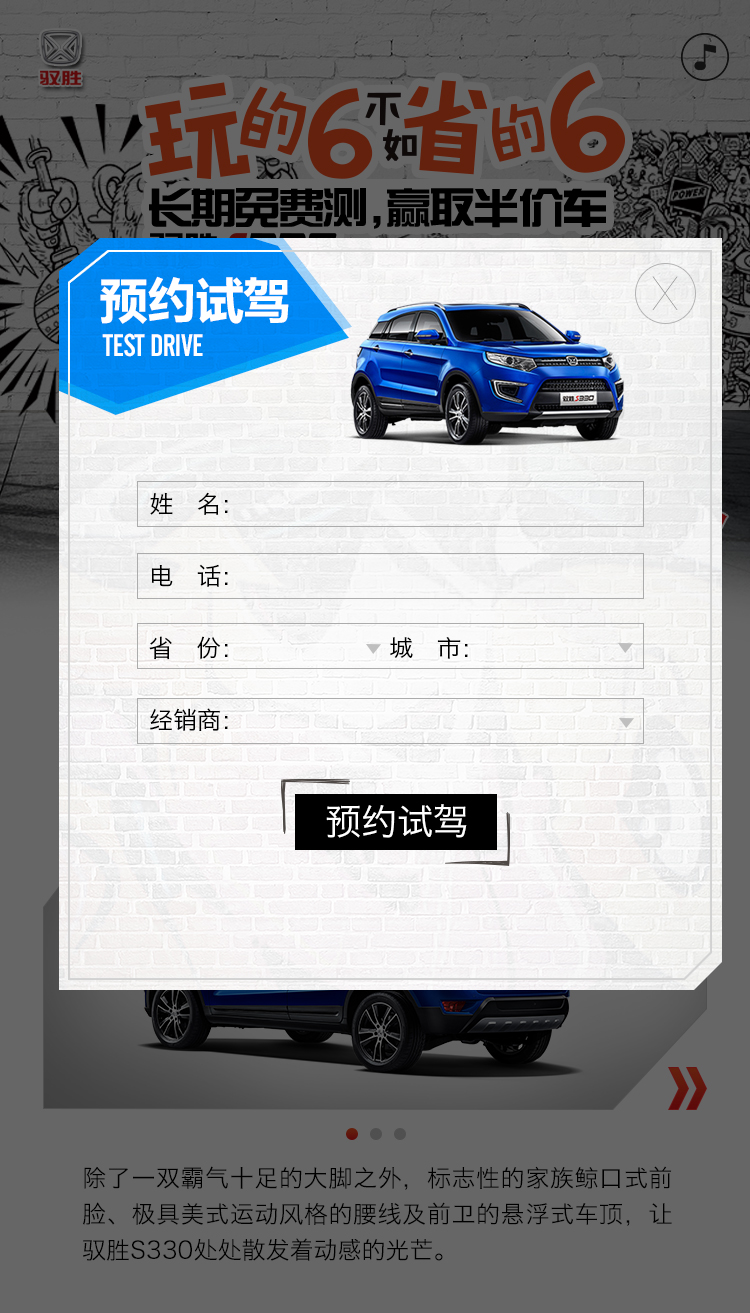 驭胜
玩的6不如省的6
长期免费测,赢取半价车
POWER
预约试驾
TEST DRIVE
X
驭胜 S330
姓 名:
电 话:
省 份: 城 市:
经销商:
预约试驾
除了一双霸气十足的大脚之外，标志性的家族鲸口式前
脸、极具美式运动风格的腰线及前卫的悬浮式车顶，让
驭胜S330处处散发着动感的光芒。